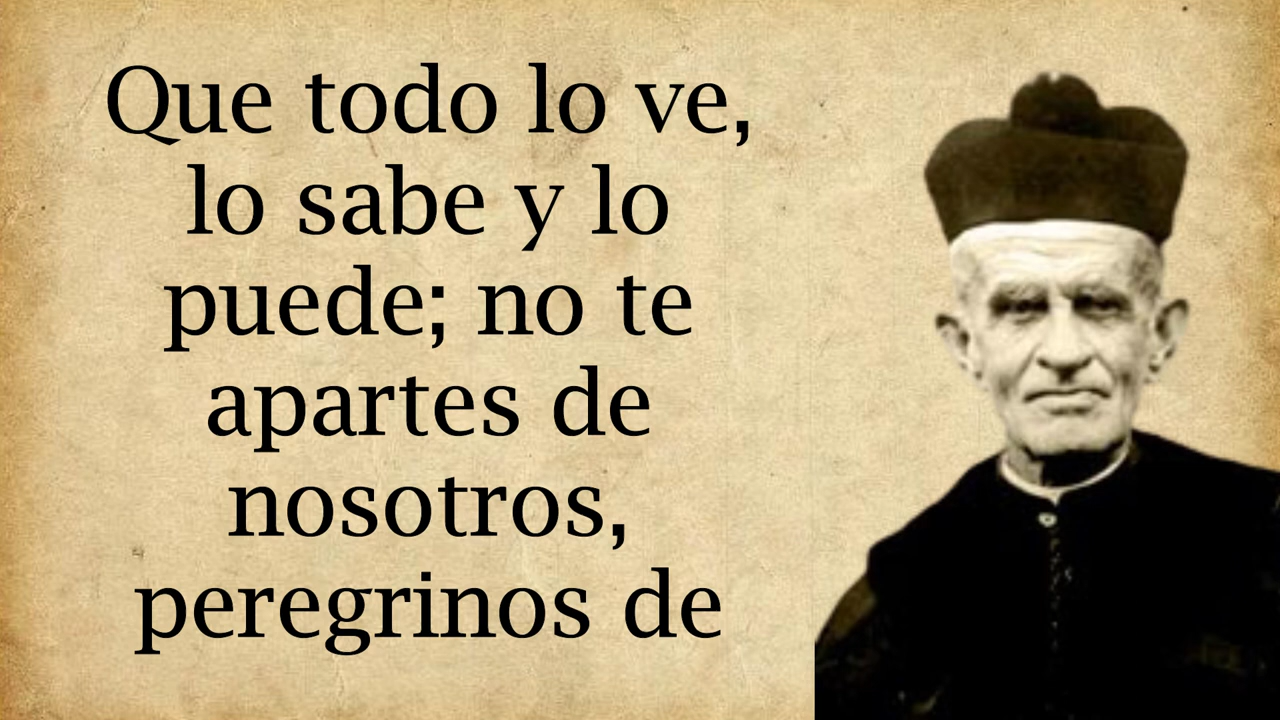 Que todo lo ve,
lo sabe y lo
puede; no te
apartes de
nosotros,
peregrinos de